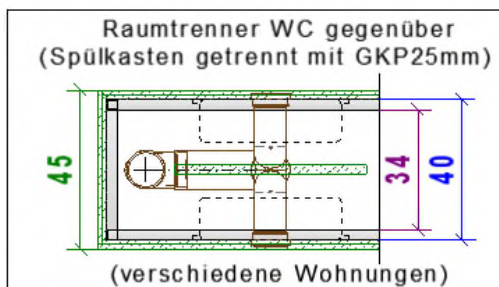 Raumtrenner WC gegenüber
(Spülkasten getrennt mit GKP25mm)
45
34
40
(verschiedene Wohnungen)